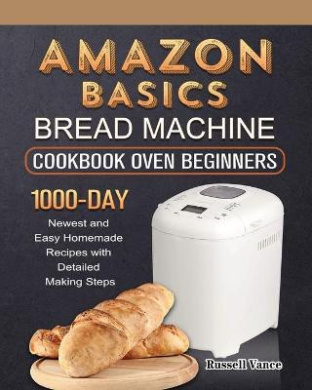 AMAZON
BASICS
BREAD MACHINE
COOKBOOK OVEN BEGINNERS
1000-DAY
Newest and
Easy Homemade
Recipes with
Detailed
Making Steps
Russell Vance